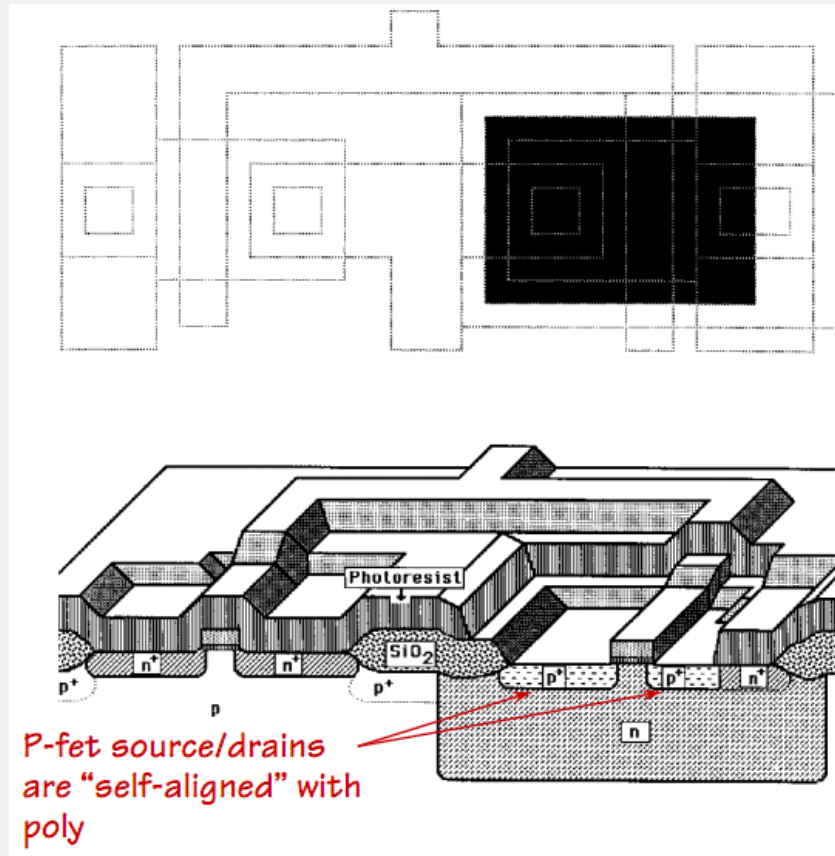 Photoresist
SiO₂
n⁺ n⁺ p⁺ p⁺ n⁺
p⁺ p⁺
p
n
P-fet source/drains
are “self-aligned” with
poly